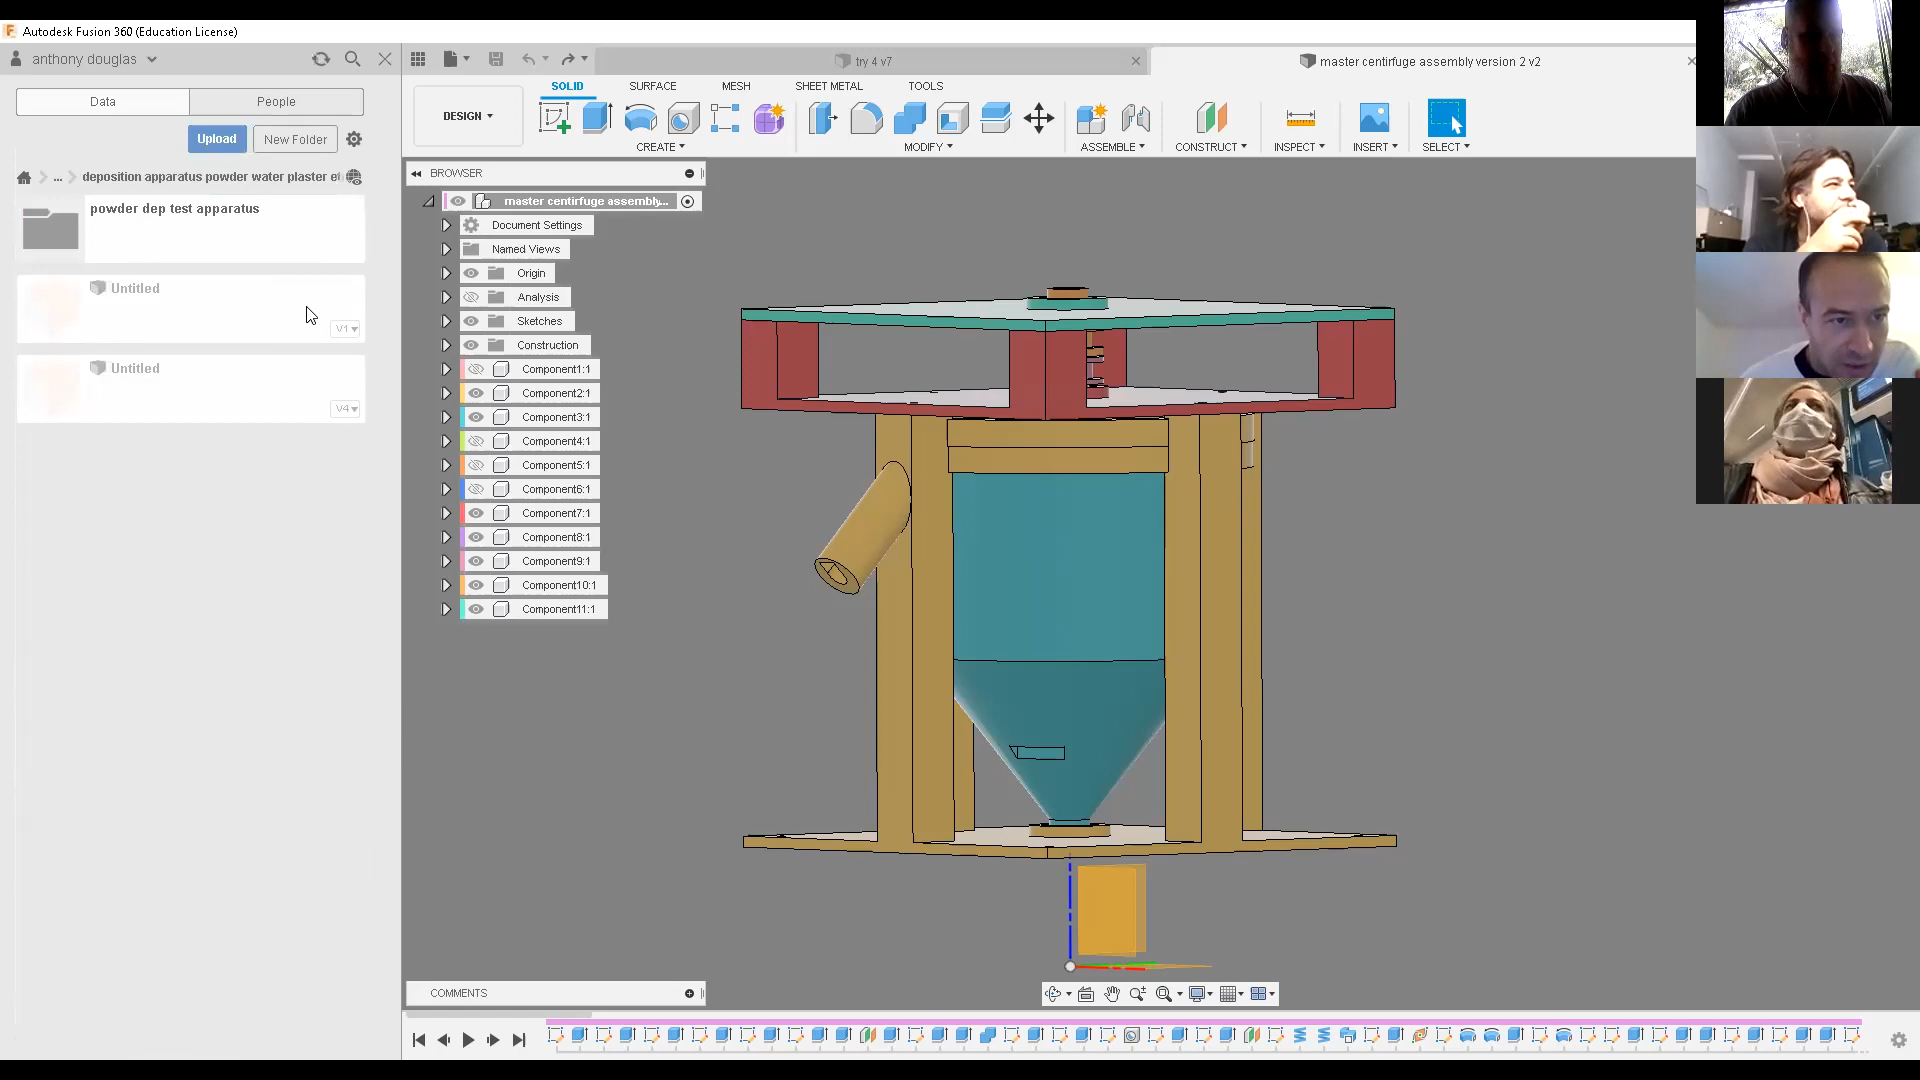 Autodesk Fusion 360 (Education License)
anthony douglas
try 4 v7
master centirfuge assembly version 2 v2
Data
People
Upload
New Folder
... deposition apparatus powder water plaster et
powder dep test apparatus
Untitled
V1
Untitled
V4
DESIGN
SOLID
SURFACE
MESH
SHEET METAL
TOOLS
CREATE
MODIFY
ASSEMBLE
CONSTRUCT
INSPECT
INSERT
SELECT
BROWSER
master centirfuge assembly...
Document Settings
Named Views
Origin
Analysis
Sketches
Construction
Component1:1
Component2:1
Component3:1
Component4:1
Component5:1
Component6:1
Component7:1
Component8:1
Component9:1
Component10:1
Component11:1
COMMENTS